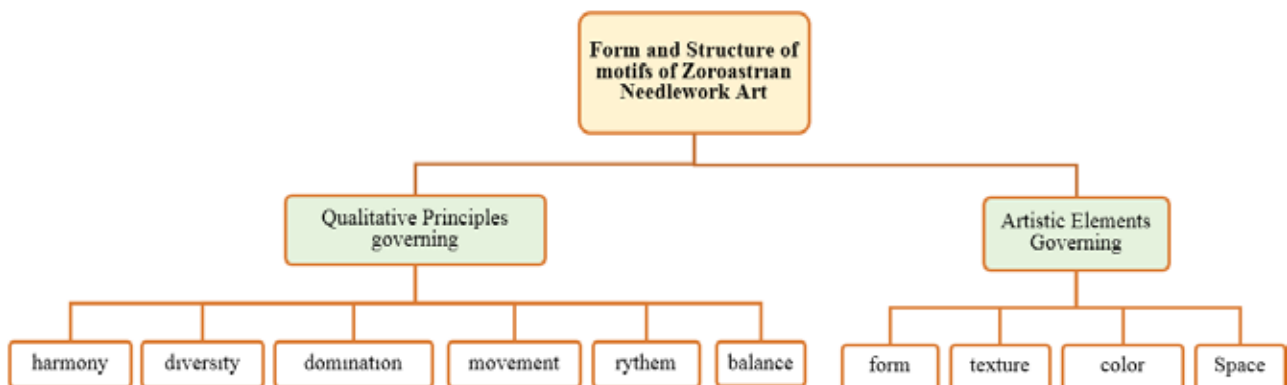 Form and Structure of
motifs of Zoroastrian
Needlework Art
Qualitative Principles
governing
Artistic Elements
Governing
harmony
diversity
domination
movement
rythem
balance
form
texture
color
Space